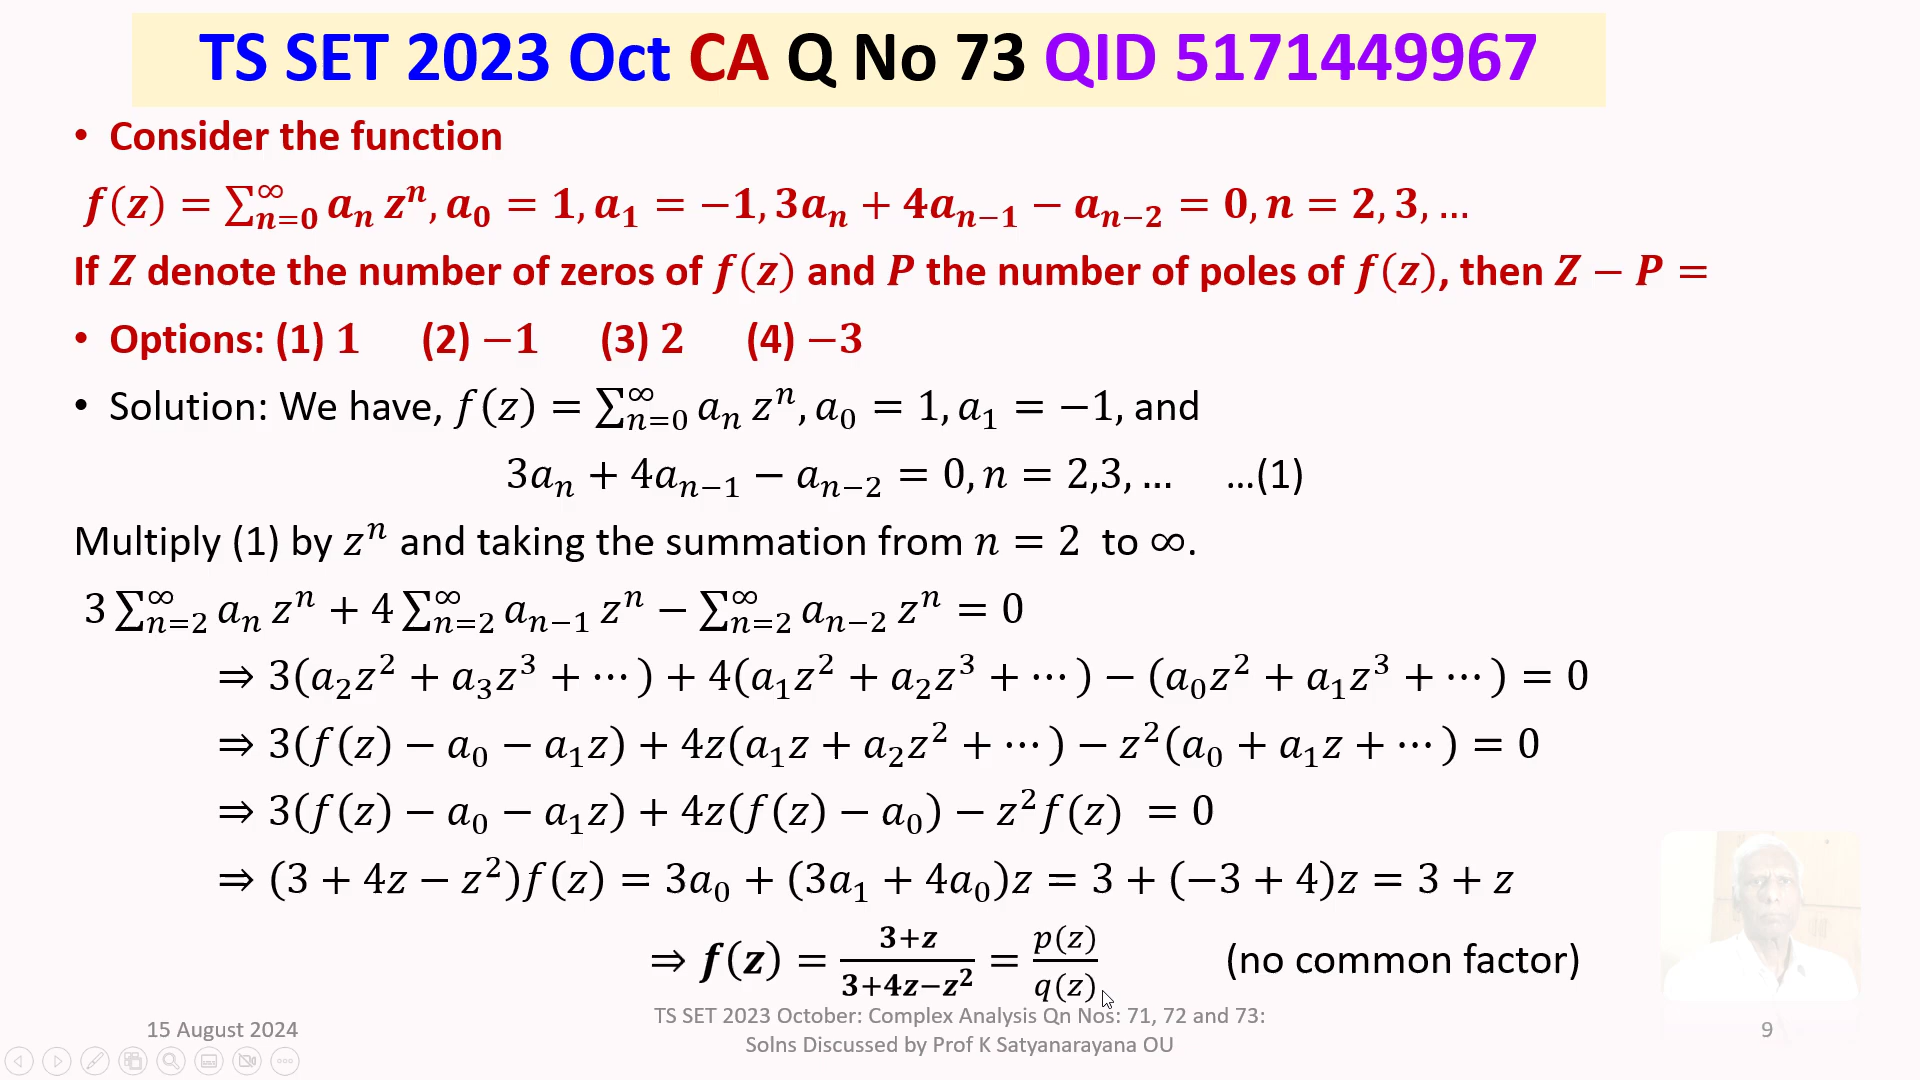 TS SET 2023 Oct CA Q No 73 QID 5171449967
• Consider the function
f(z) = ∑_{n=0}^{∞} a_n z^n, a_0 = 1, a_1 = −1, 3a_n + 4a_{n−1} − a_{n−2} = 0, n = 2, 3, …
If Z denote the number of zeros of f(z) and P the number of poles of f(z), then Z − P =
• Options: (1) 1 (2) −1 (3) 2 (4) −3
• Solution: We have, f(z) = ∑_{n=0}^{∞} a_n z^n, a_0 = 1, a_1 = −1, and
3a_n + 4a_{n−1} − a_{n−2} = 0, n = 2,3, … …(1)
Multiply (1) by z^n and taking the summation from n = 2 to ∞.
3 ∑_{n=2}^{∞} a_n z^n + 4 ∑_{n=2}^{∞} a_{n−1} z^n − ∑_{n=2}^{∞} a_{n−2} z^n = 0
⇒ 3(a_2z^2 + a_3z^3 + ⋯ ) + 4(a_1z^2 + a_2z^3 + ⋯ ) − (a_0z^2 + a_1z^3 + ⋯ ) = 0
⇒ 3(f(z) − a_0 − a_1z) + 4z(a_1z + a_2z^2 + ⋯ ) − z^2(a_0 + a_1z + ⋯ ) = 0
⇒ 3(f(z) − a_0 − a_1z) + 4z(f(z) − a_0) − z^2f(z) = 0
⇒ (3 + 4z − z^2)f(z) = 3a_0 + (3a_1 + 4a_0)z = 3 + (−3 + 4)z = 3 + z
⇒ f(z) = (3+z)/(3+4z−z^2) = p(z)/q(z) (no common factor)
15 August 2024
TS SET 2023 October: Complex Analysis Qn Nos: 71, 72 and 73:
Solns Discussed by Prof K Satyanarayana OU
9